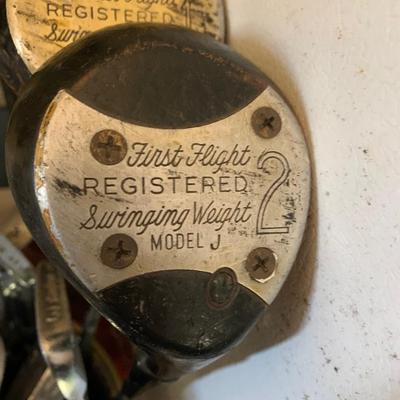 First Flight
REGISTERED
Swinging Weight
MODEL J
2
REGISTERED